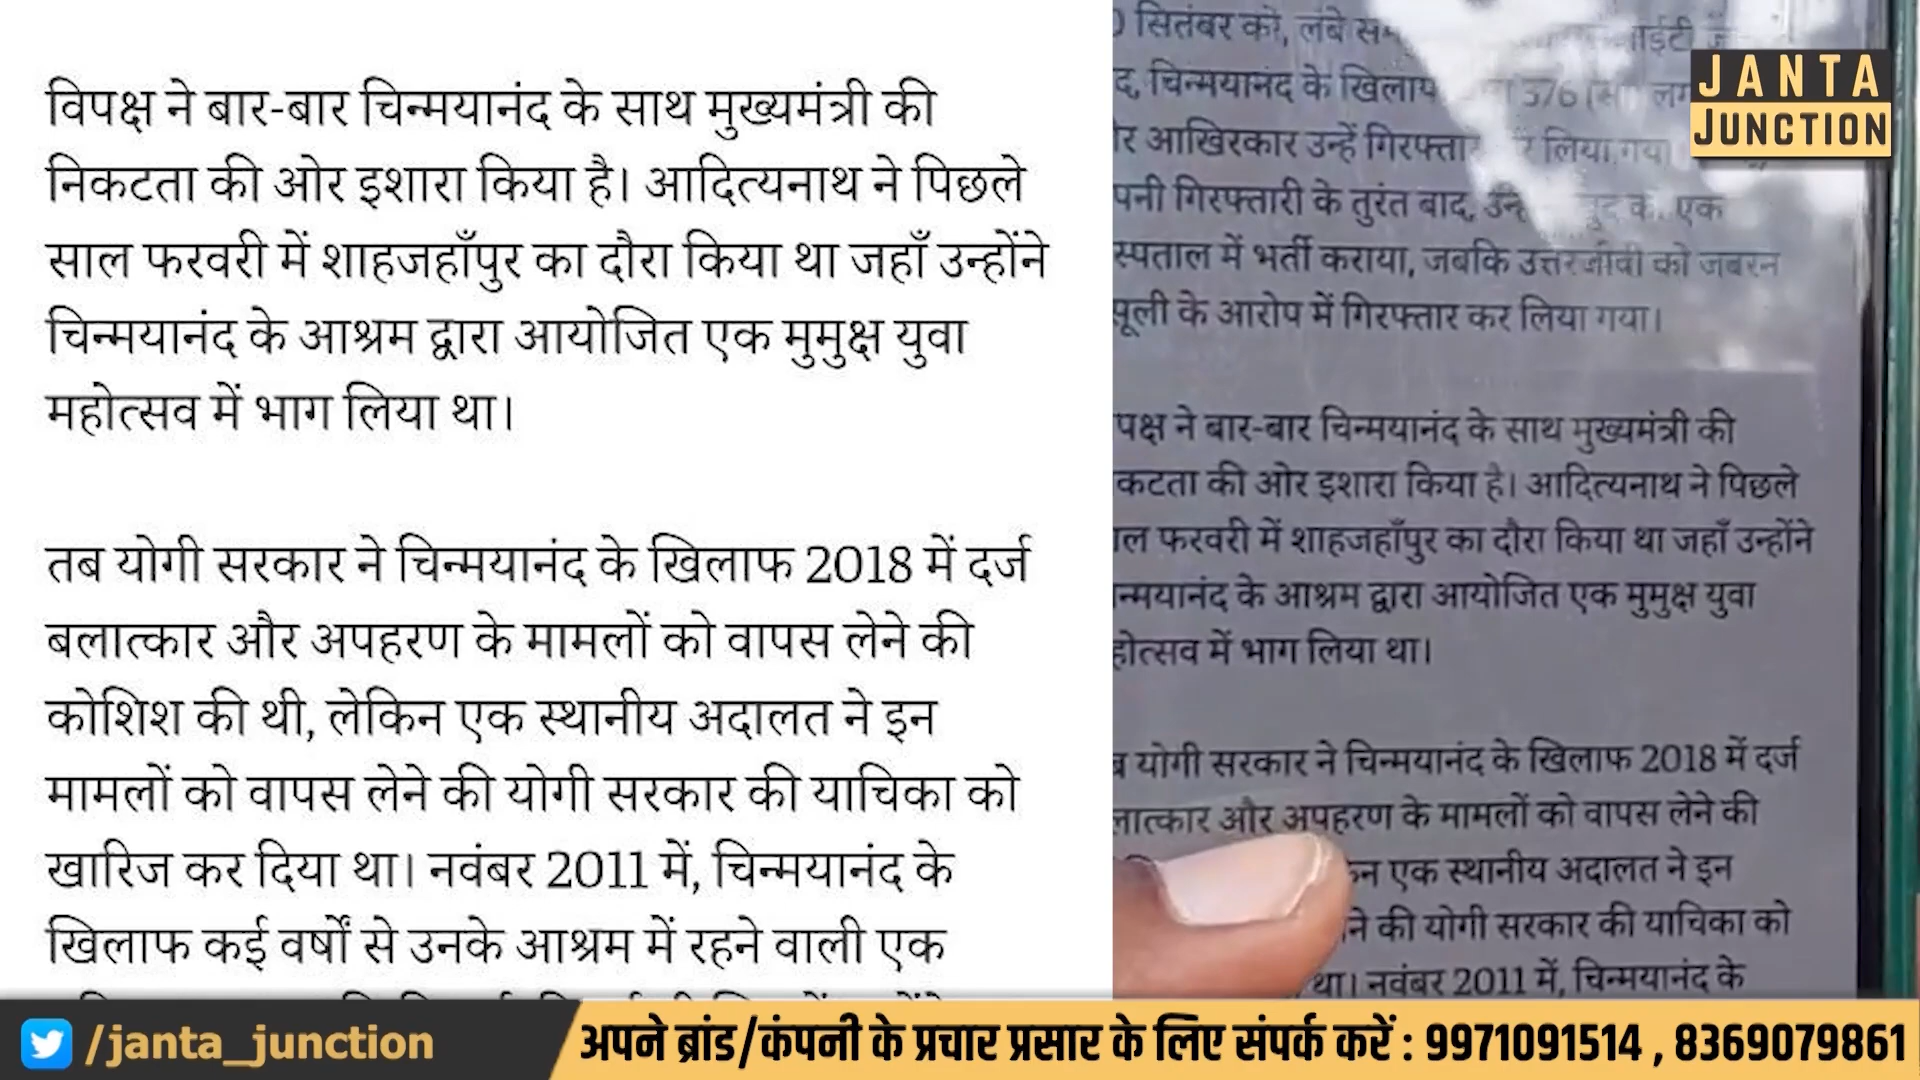 विपक्ष ने बार-बार चिन्मयानंद के साथ मुख्यमंत्री की
निकटता की ओर इशारा किया है। आदित्यनाथ ने पिछले
साल फरवरी में शाहजहाँपुर का दौरा किया था जहाँ उन्होंने
चिन्मयानंद के आश्रम द्वारा आयोजित एक मुमुक्ष युवा
महोत्सव में भाग लिया था।
तब योगी सरकार ने चिन्मयानंद के खिलाफ 2018 में दर्ज
बलात्कार और अपहरण के मामलों को वापस लेने की
कोशिश की थी, लेकिन एक स्थानीय अदालत ने इन
मामलों को वापस लेने की योगी सरकार की याचिका को
खारिज कर दिया था। नवंबर 2011 में, चिन्मयानंद के
खिलाफ कई वर्षों से उनके आश्रम में रहने वाली एक
सितंबर को, लंबे
चिन्मयानंद के खिलाफ
आखिरकार उन्हें लिया गया
गिरफ्तारी के तुरंत बाद, एक
में भर्ती कराया, जबकि उत्तरजीवी को जबरन
के आरोप में गिरफ्तार कर लिया गया।
पक्ष ने बार-बार चिन्मयानंद के साथ मुख्यमंत्री की
कटता की ओर इशारा किया है। आदित्यनाथ ने पिछले
ल फरवरी में शाहजहाँपुर का दौरा किया था जहाँ उन्होंने
न्मयानंद के आश्रम द्वारा आयोजित एक मुमुक्ष युवा
होत्सव में भाग लिया था।
योगी सरकार ने चिन्मयानंद के खिलाफ 2018 में दर्ज
लात्कार और अपहरण के मामलों को वापस लेने की
एक स्थानीय अदालत ने इन
ने की योगी सरकार की याचिका को
था। नवंबर 2011 में, चिन्मयानंद के
JANTA
JUNCTION
/janta_junction
अपने ब्रांड/कंपनी के प्रचार प्रसार के लिए संपर्क करें : 9971091514 , 8369079861